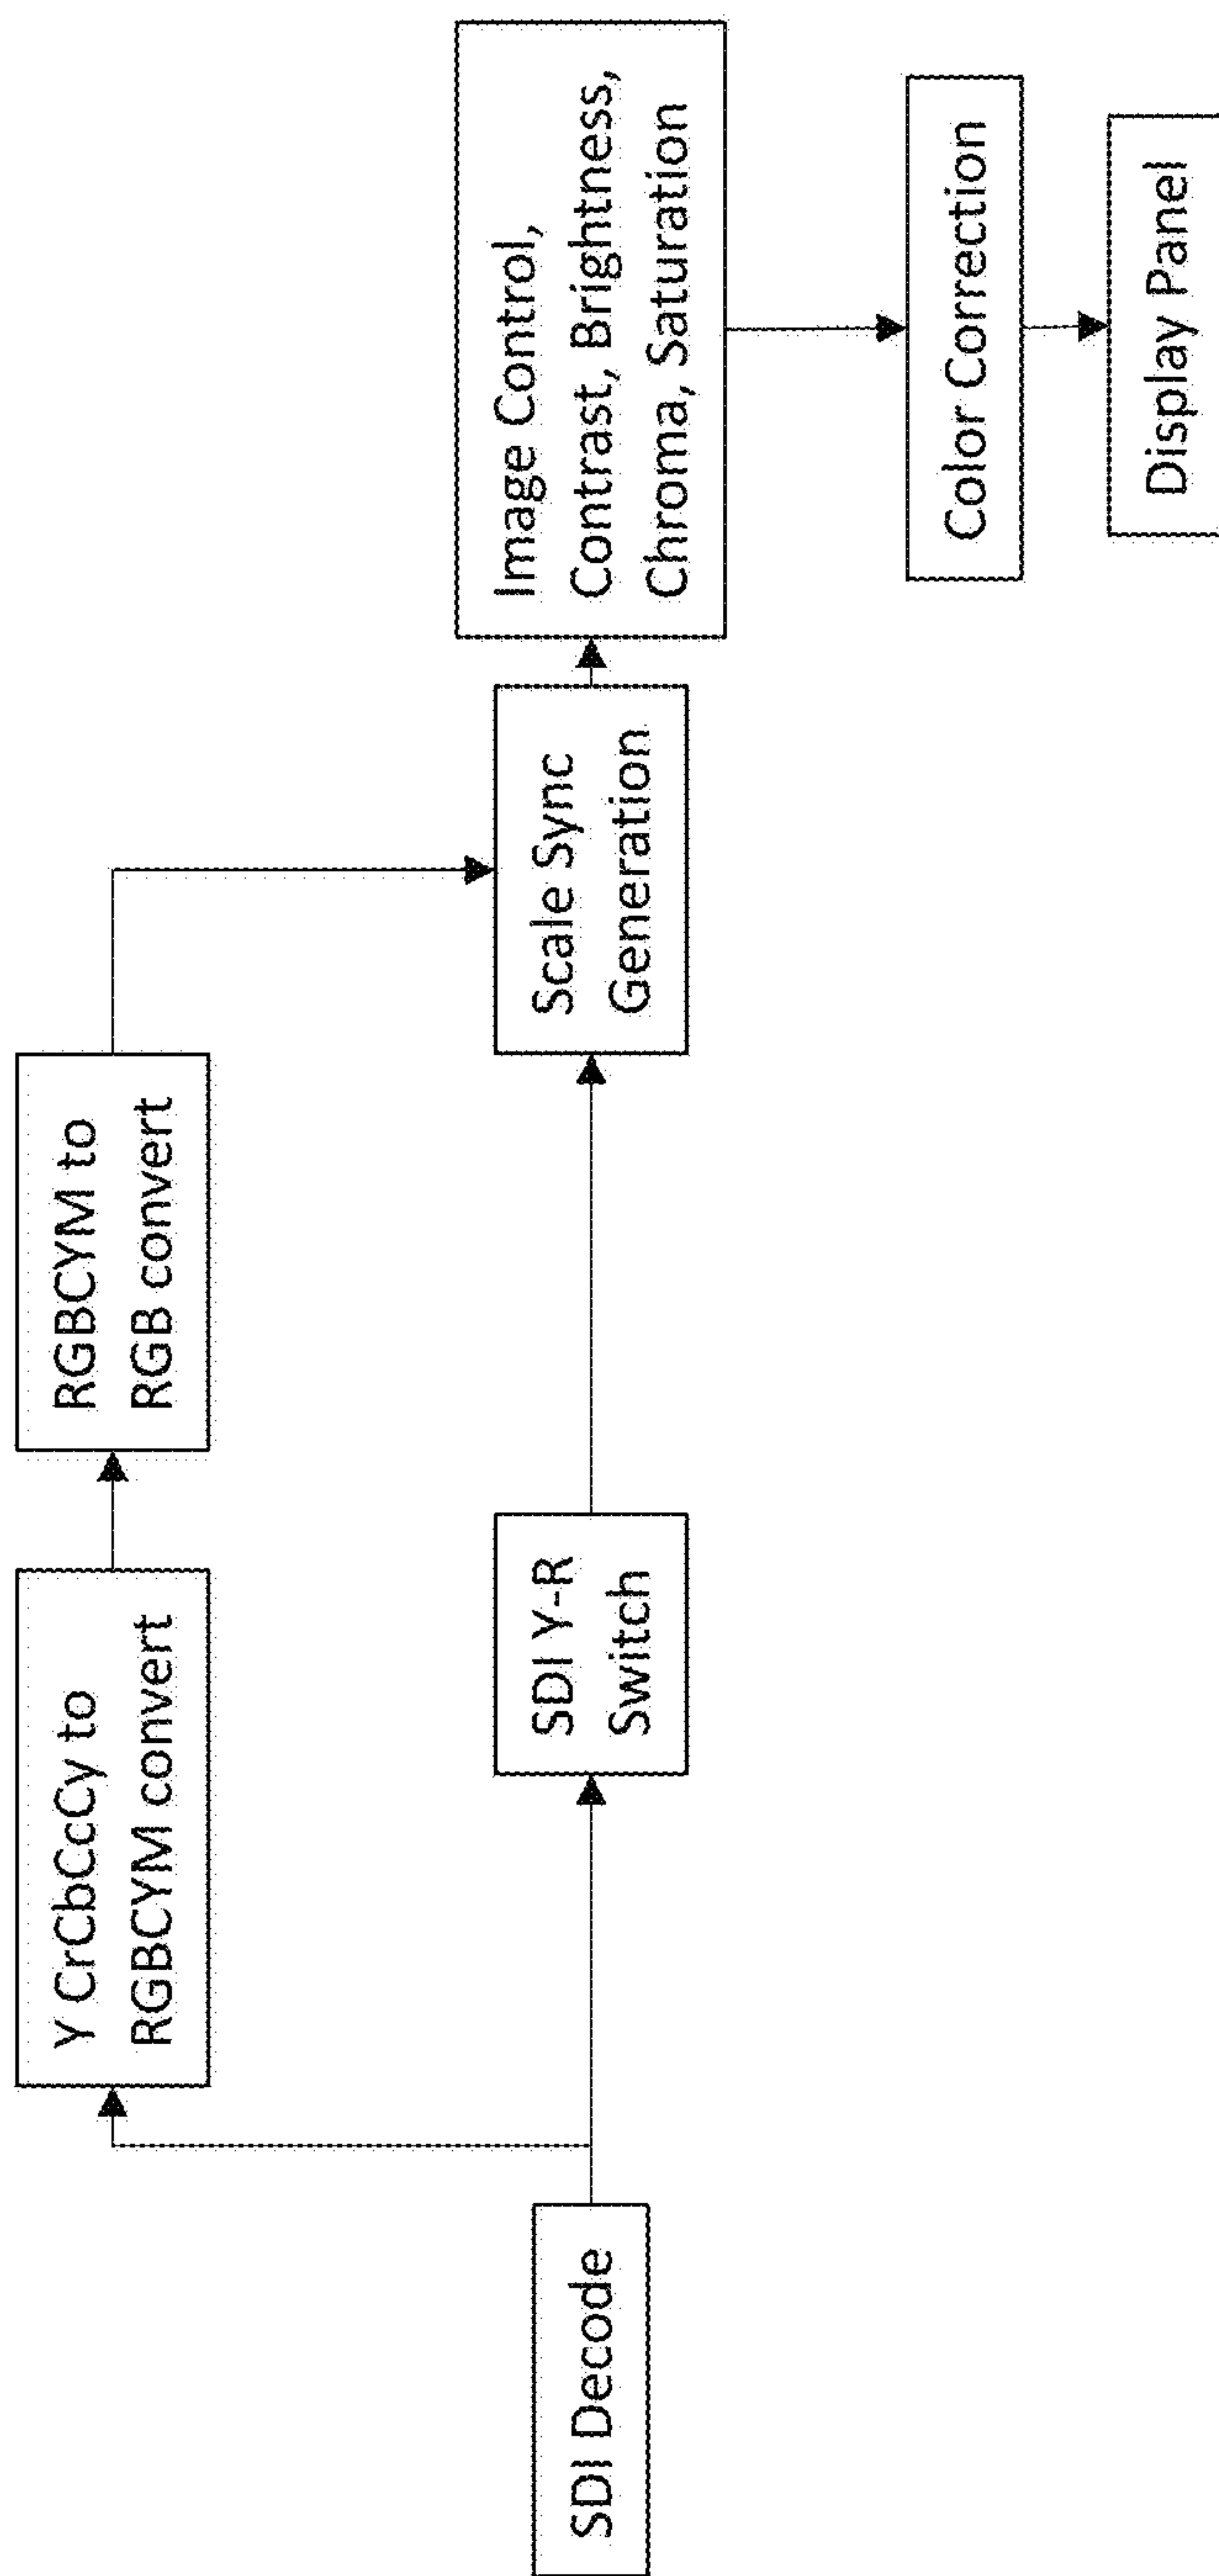 SDI Decode
Y CrCbCcCy to
RGBCYM convert
RGBCYM to
RGB convert
SDI Y-R
Switch
Scale Sync
Generation
Image Control,
Contrast, Brightness,
Chroma, Saturation
Color Correction
Display Panel